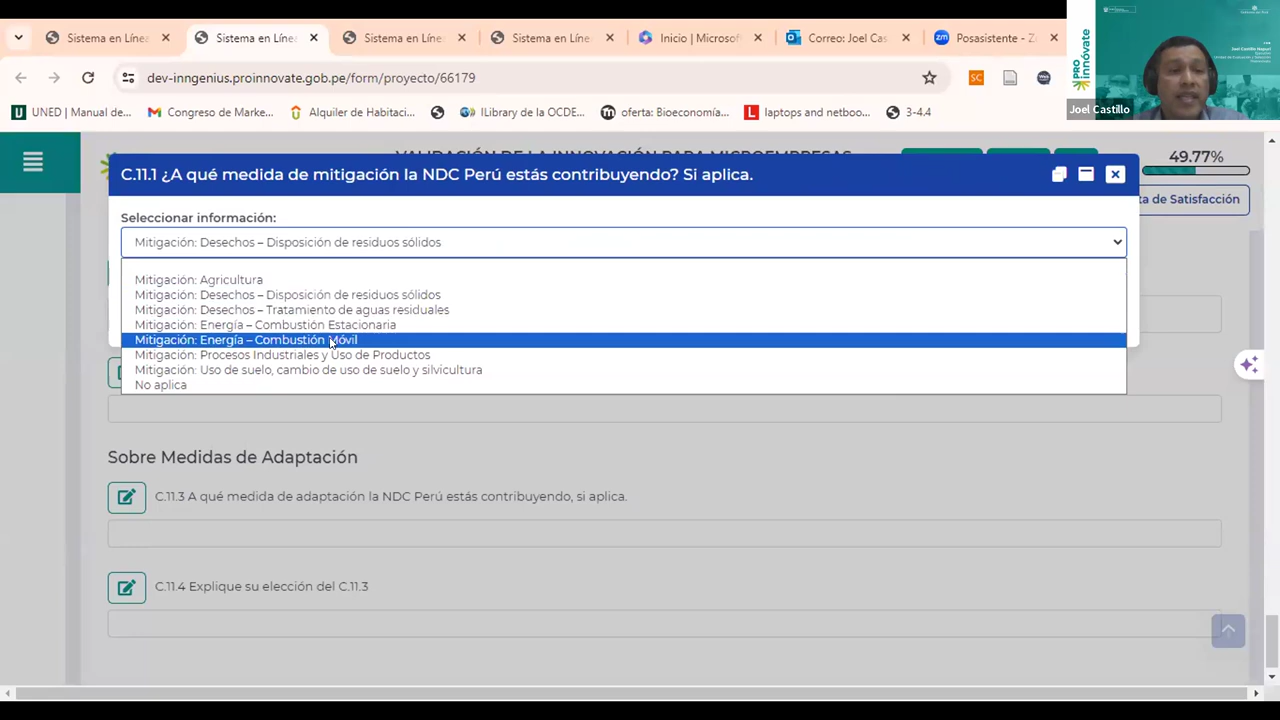 Sistema en Línea
Sistema en Líne
Sistema en Líne
Sistema en Líne
Inicio | Microsof
Correo: Joel Cas
Posasistente - Z
dev-inngenius.proinnovate.gob.pe/form/proyecto/66179
UNED | Manual de...
Congreso de Marke...
Alquiler de Habitaci...
ILibrary de la OCDE...
oferta: Bioeconomía...
laptops and netboo...
3-4.4
PRO
innóvate
Joel Castillo
49.77%
C.11.1 ¿A qué medida de mitigación la NDC Perú estás contribuyendo? Si aplica.
ta de Satisfacción
Seleccionar información:
Mitigación: Desechos – Disposición de residuos sólidos
Mitigación: Agricultura
Mitigación: Desechos – Disposición de residuos sólidos
Mitigación: Desechos – Tratamiento de aguas residuales
Mitigación: Energía – Combustión Estacionaria
Mitigación: Energía – Combustión Móvil
Mitigación: Procesos Industriales y Uso de Productos
Mitigación: Uso de suelo, cambio de uso de suelo y silvicultura
No aplica
Sobre Medidas de Adaptación
C.11.3 A qué medida de adaptación la NDC Perú estás contribuyendo, si aplica.
C.11.4 Explique su elección del C.11.3